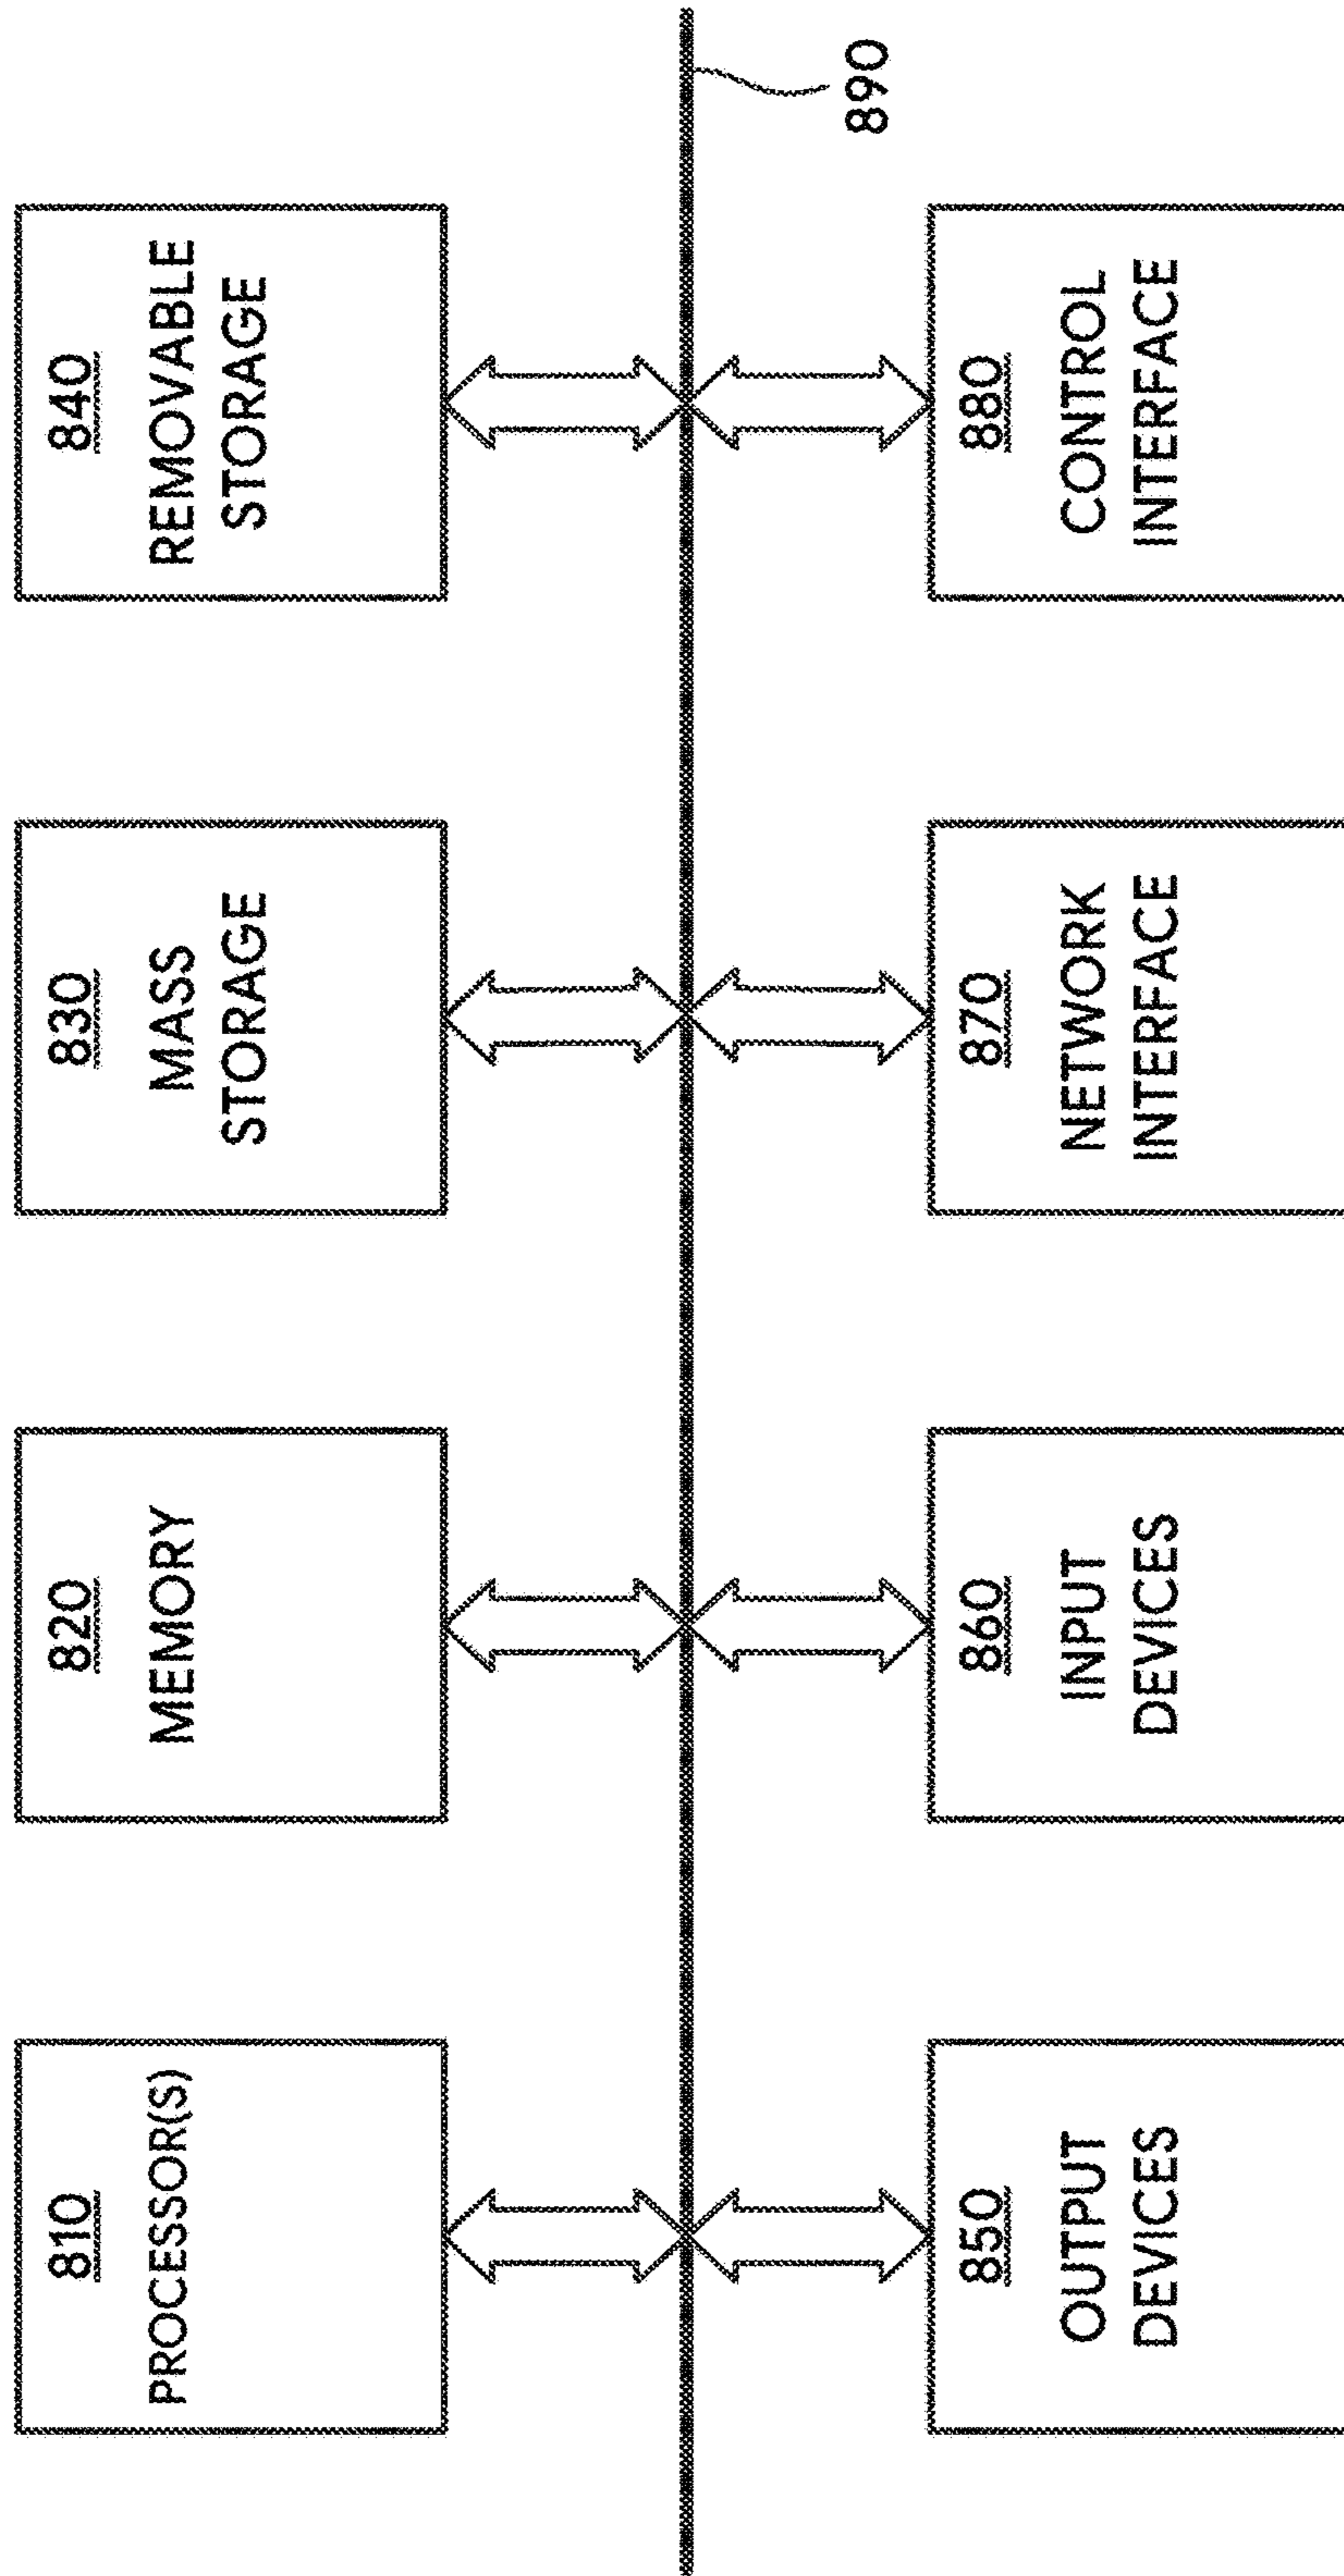 810
PROCESSOR(S)
820
MEMORY
830
MASS
STORAGE
840
REMOVABLE
STORAGE
890
850
OUTPUT
DEVICES
860
INPUT
DEVICES
870
NETWORK
INTERFACE
880
CONTROL
INTERFACE